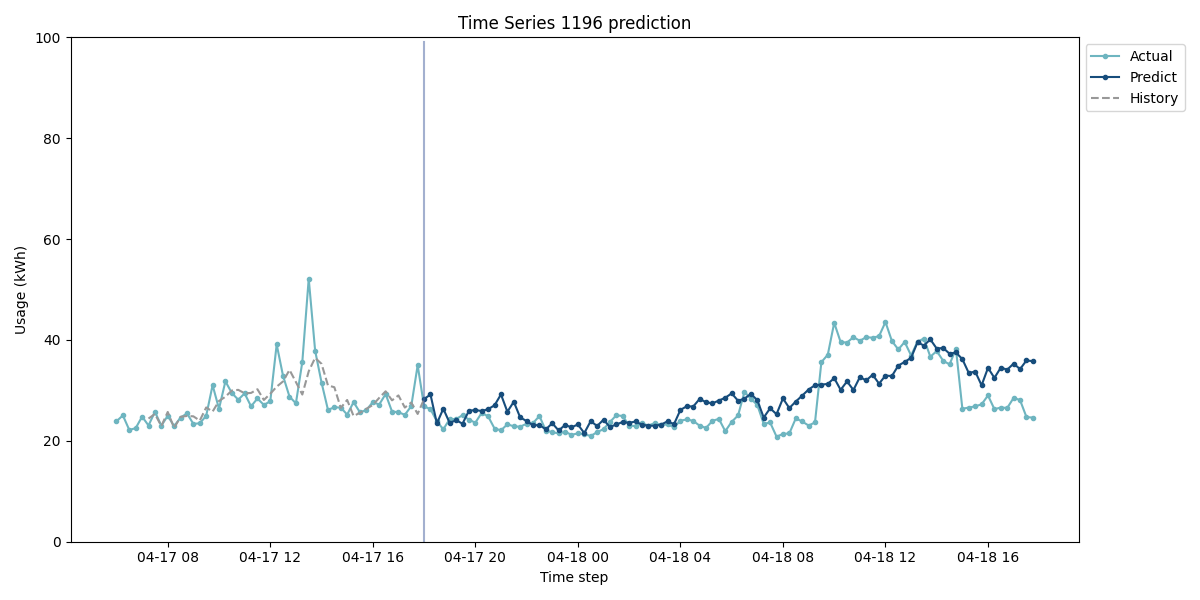 Time Series 1196 prediction
Usage (kWh)
100
80
60
40
20
0
04-17 08
04-17 12
04-17 16
04-17 20
04-18 00
04-18 04
04-18 08
04-18 12
04-18 16
Time step
Actual
Predict
History